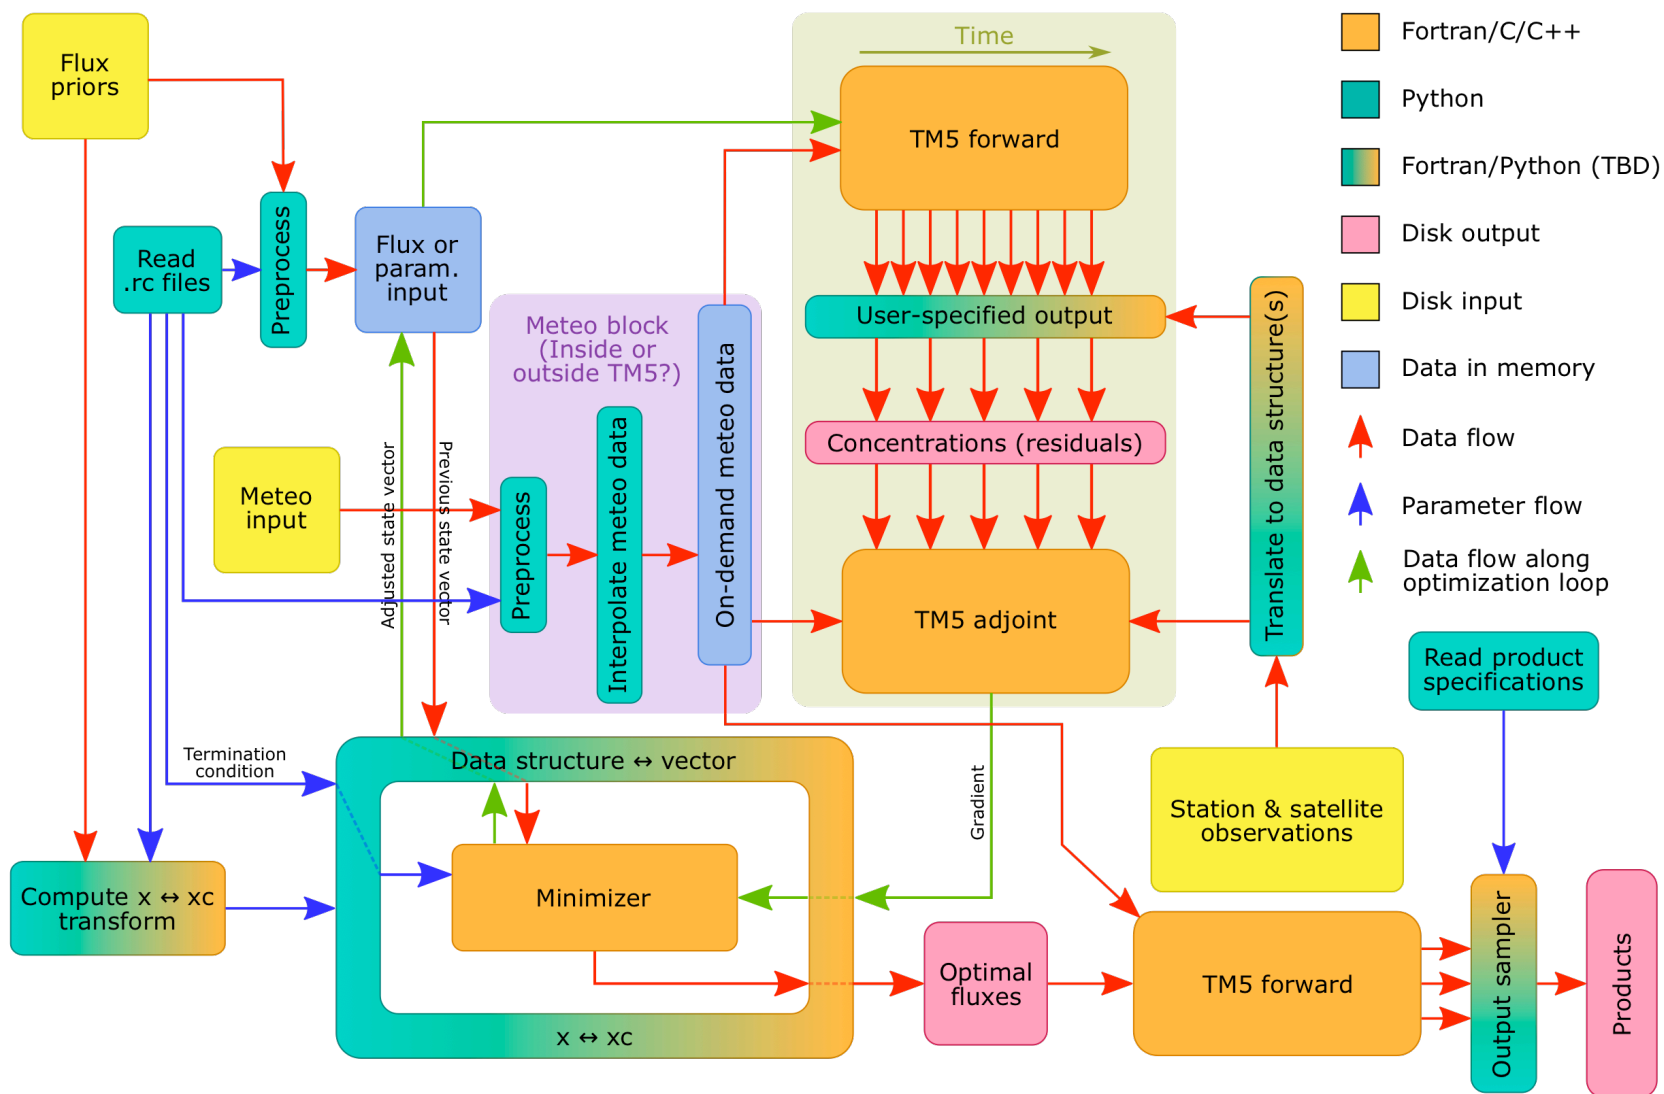 Flux
priors
Read
.rc files
Preprocess
Flux or
param.
input
Meteo
input
Adjusted state vector
Previous state vector
Meteo block
(Inside or
outside TM5?)
Preprocess
Interpolate meteo data
On-demand meteo data
Time
TM5 forward
User-specified output
Concentrations (residuals)
TM5 adjoint
Translate to data structure(s)
Fortran/C/C++
Python
Fortran/Python (TBD)
Disk output
Disk input
Data in memory
Data flow
Parameter flow
Data flow along
optimization loop
Read product
specifications
Station & satellite
observations
Termination
condition
Compute x ↔ xc
transform
Data structure ↔ vector
Minimizer
x ↔ xc
Gradient
Optimal
fluxes
TM5 forward
Output sampler
Products